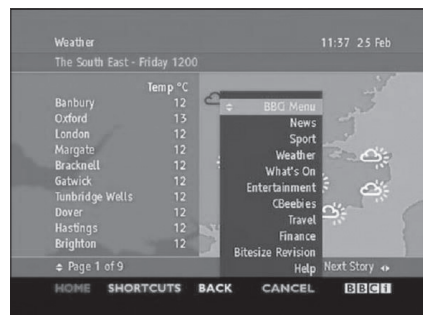 Weather 11:37 25 Feb
The South East - Friday 1200
Temp °C
Banbury 12
Oxford 13
London 12
Margate 12
Bracknell 12
Gatwick 12
Tunbridge Wells 12
Dover 12
Hastings 12
Brighton 12
BBC Menu
News
Sport
Weather
What's On
Entertainment
CBeebies
Travel
Finance
Bitesize Revision
Help
Page 1 of 9 Next Story
HOME SHORTCUTS BACK CANCEL BBCi